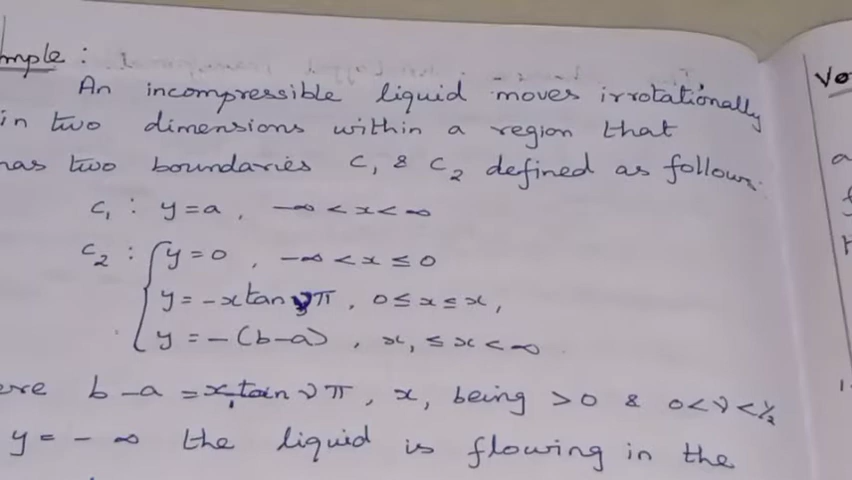 mple :
An incompressible liquid moves irrotationally
in two dimensions within a region that
has two boundaries C₁ & C₂ defined as follows.
C₁ : y=a , -∞ < x < ∞
C₂ : { y=0 , -∞ < x ≤ 0
y = -x tan νπ , 0 ≤ x ≤ x₁
y = -(b-a) , x₁ ≤ x < ∞
ere b-a = x₁ tan νπ, x₁ being >0 & 0<ν<½
y = -∞ the liquid is flowing in the